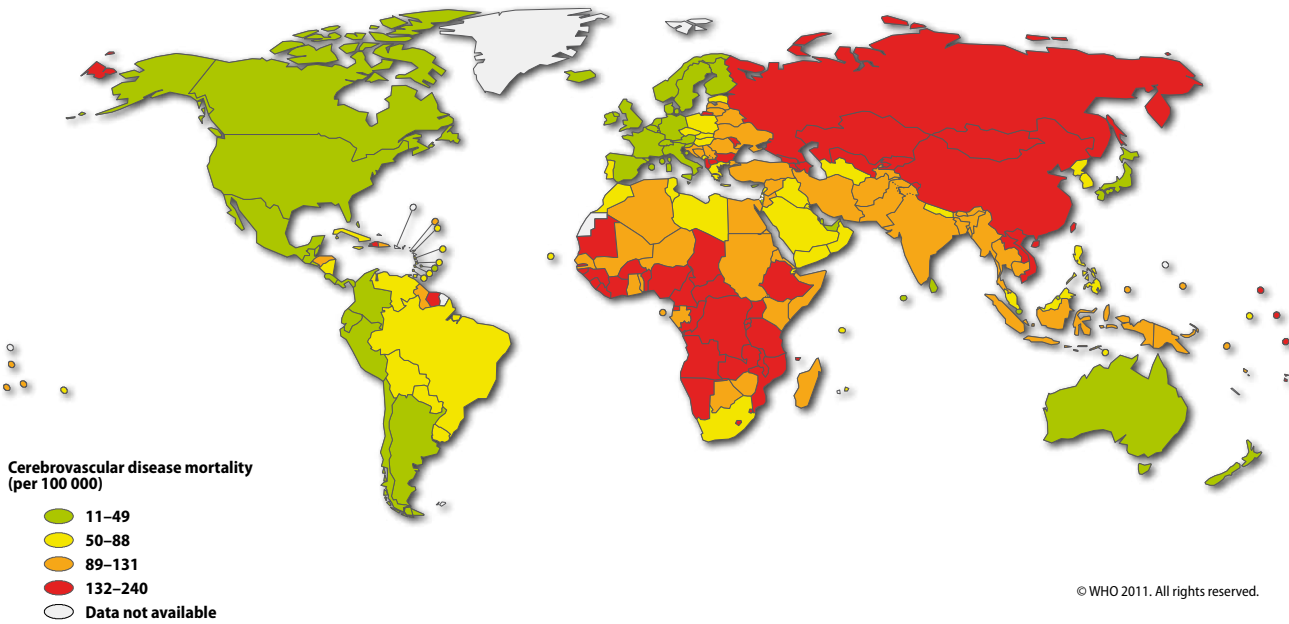 Cerebrovascular disease mortality
(per 100 000)
11–49
50–88
89–131
132–240
Data not available
© WHO 2011. All rights reserved.